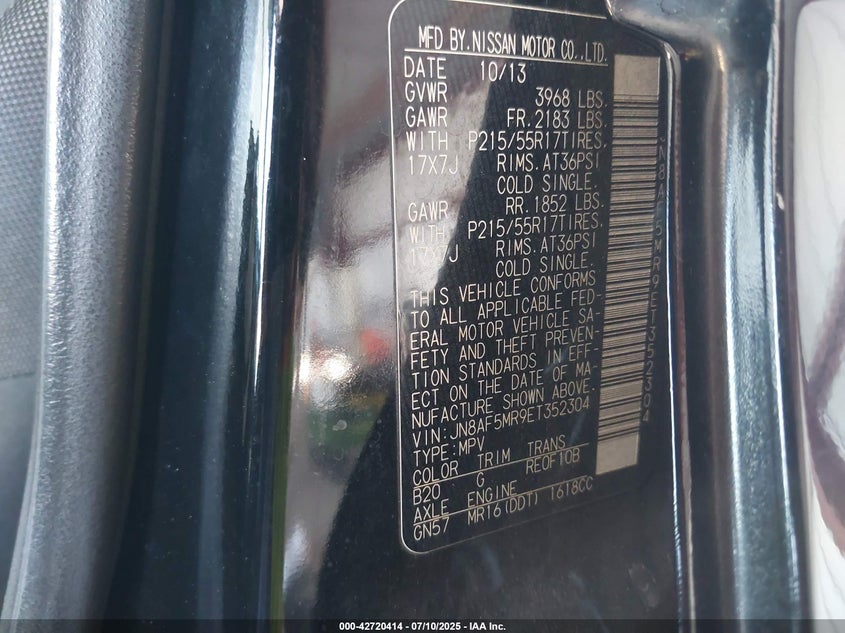 MFD BY.NISSAN MOTOR CO.,LTD.
DATE 10/13
GVWR 3968 LBS.
GAWR FR.2183 LBS.
WITH P215/55R17TIRES.
17X7J RIMS.AT36PSI
COLD SINGLE.
GAWR RR.1852 LBS.
WITH P215/55R17TIRES.
17X7J RIMS.AT36PSI
COLD SINGLE.
THIS VEHICLE CONFORMS
TO ALL APPLICABLE FED-
ERAL MOTOR VEHICLE SA-
FETY AND THEFT PREVEN-
TION STANDARDS IN EFF-
ECT ON THE DATE OF MA-
NUFACTURE SHOWN ABOVE.
VIN:JN8AF5MR9ET352304
TYPE:MPV
COLOR TRIM TRANS
B20 G RE0F10B
AXLE ENGINE
GN57 MR16(DDT) 1618CC
000-42720414 - 07/10/2025 - IAA Inc.